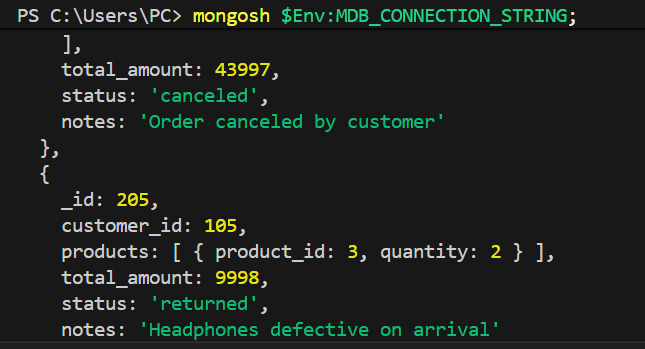 PS C:\Users\PC> mongosh $Env:MDB_CONNECTION_STRING;
],
total_amount: 43997,
status: 'canceled',
notes: 'Order canceled by customer'
},
{
_id: 205,
customer_id: 105,
products: [ { product_id: 3, quantity: 2 } ],
total_amount: 9998,
status: 'returned',
notes: 'Headphones defective on arrival'